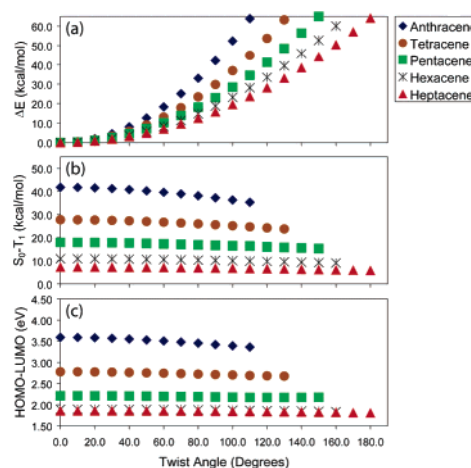 (a)
ΔE (kcal/mol)
60.0
50.0
40.0
30.0
20.0
10.0
0.0
Anthracene
Tetracene
Pentacene
Hexacene
Heptacene
(b)
S0-T1 (kcal/mol)
50.0
40.0
30.0
20.0
10.0
0.0
(c)
HOMO-LUMO (eV)
4.50
4.00
3.50
3.00
2.50
2.00
1.50
0.0 20.0 40.0 60.0 80.0 100.0 120.0 140.0 160.0 180.0
Twist Angle (Degrees)